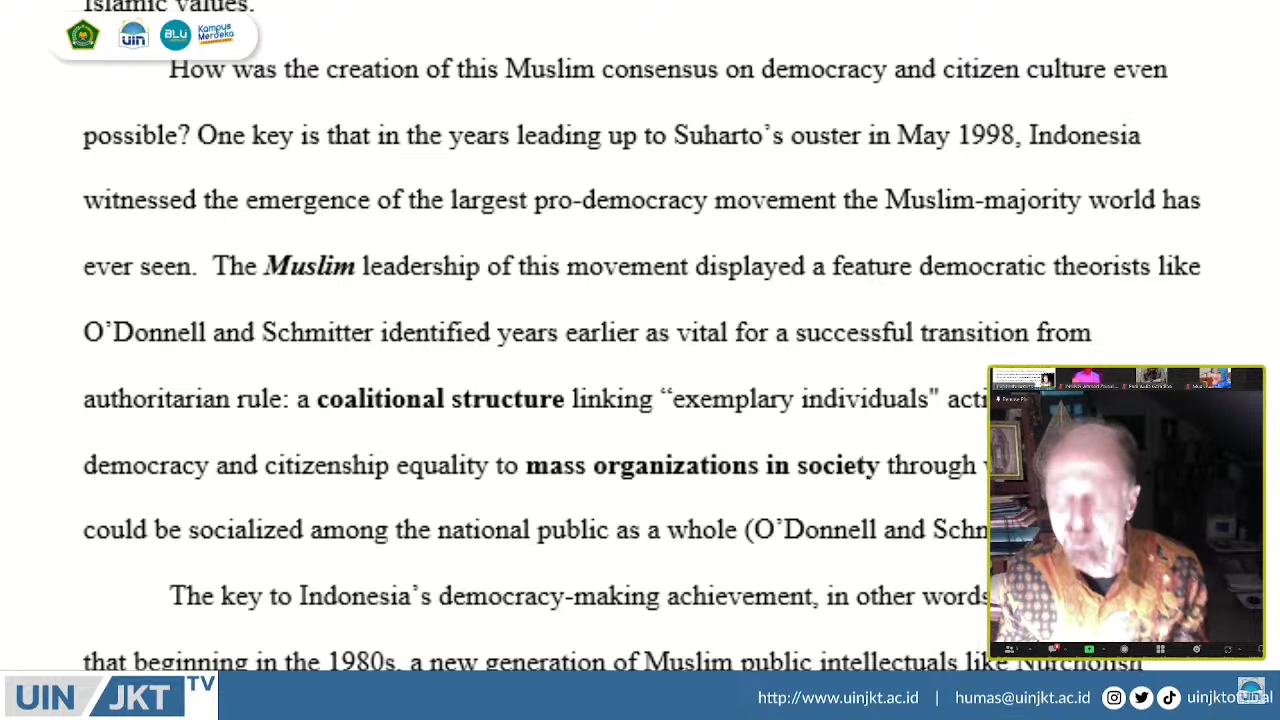 Islamic values.
uin
BLU
Kampus
Merdeka
How was the creation of this Muslim consensus on democracy and citizen culture even
possible? One key is that in the years leading up to Suharto’s ouster in May 1998, Indonesia
witnessed the emergence of the largest pro-democracy movement the Muslim-majority world has
ever seen.  The Muslim leadership of this movement displayed a feature democratic theorists like
O’Donnell and Schmitter identified years earlier as vital for a successful transition from
authoritarian rule: a coalitional structure linking “exemplary individuals"
democracy and citizenship equality to mass organizations in society through
could be socialized among the national public as a whole (O’Donnell and
The key to Indonesia’s democracy-making achievement, in other words
that beginning in the 1980s, a new generation of Muslim public intellectuals like Nurcholish
UIN JKT TV
http://www.uinjkt.ac.id | humas@uinjkt.ac.id